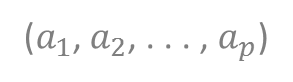 (a₁, a₂, . . . , aₚ)